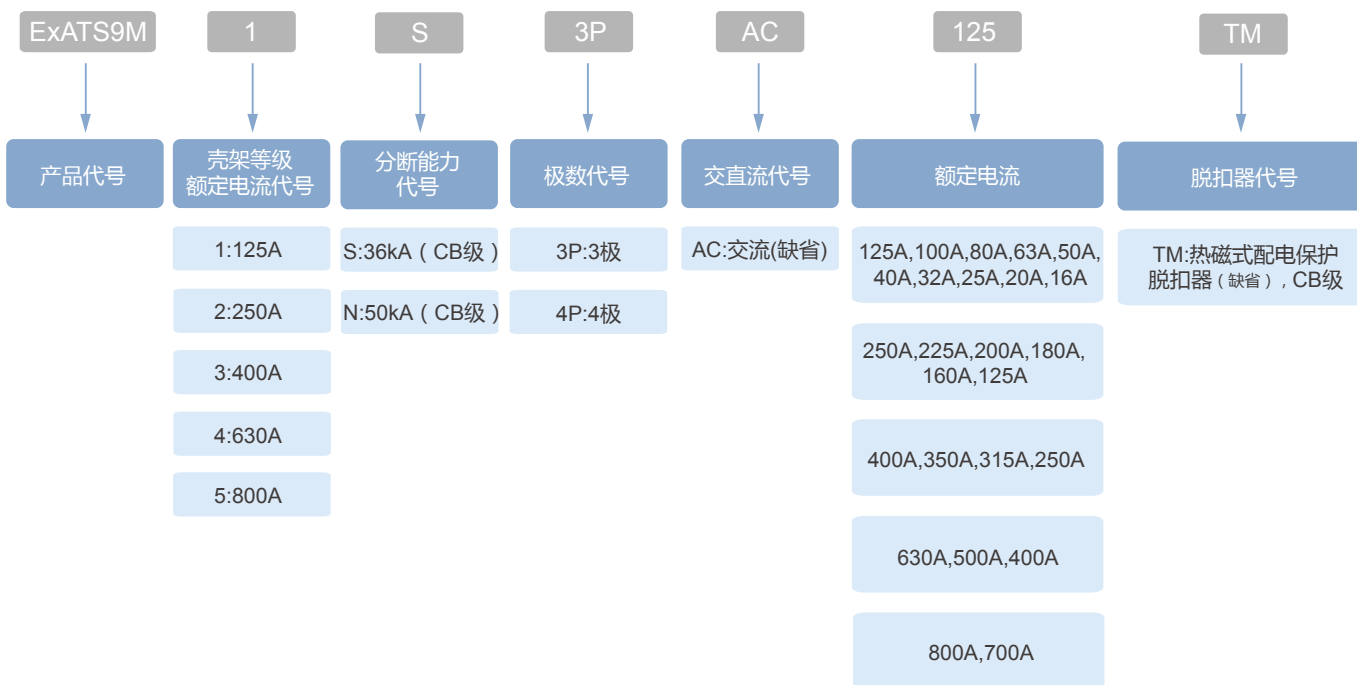 ExATS9M
1
S
3P
AC
125
TM
产品代号
壳架等级
额定电流代号
分断能力
代号
极数代号
交直流代号
额定电流
脱扣器代号
1:125A
2:250A
3:400A
4:630A
5:800A
S:36kA（CB级）
N:50kA（CB级）
3P:3极
4P:4极
AC:交流(缺省)
125A,100A,80A,63A,50A,
40A,32A,25A,20A,16A
250A,225A,200A,180A,
160A,125A
400A,350A,315A,250A
630A,500A,400A
800A,700A
TM:热磁式配电保护
脱扣器（缺省）, CB级